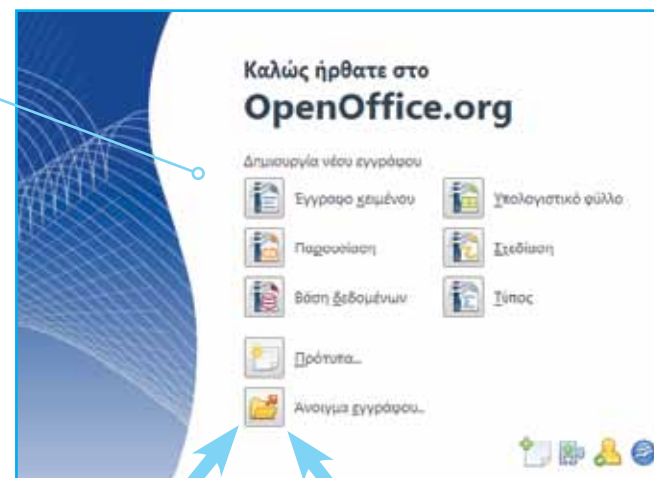 Καλώς ήρθατε στο
OpenOffice.org
Δημιουργία νέου εγγράφου
Έγγραφο κειμένου
Υπολογιστικό φύλλο
Παρουσίαση
Σχεδίαση
Βάση δεδομένων
Τύπος
Πρότυπα...
Άνοιγμα εγγράφου...